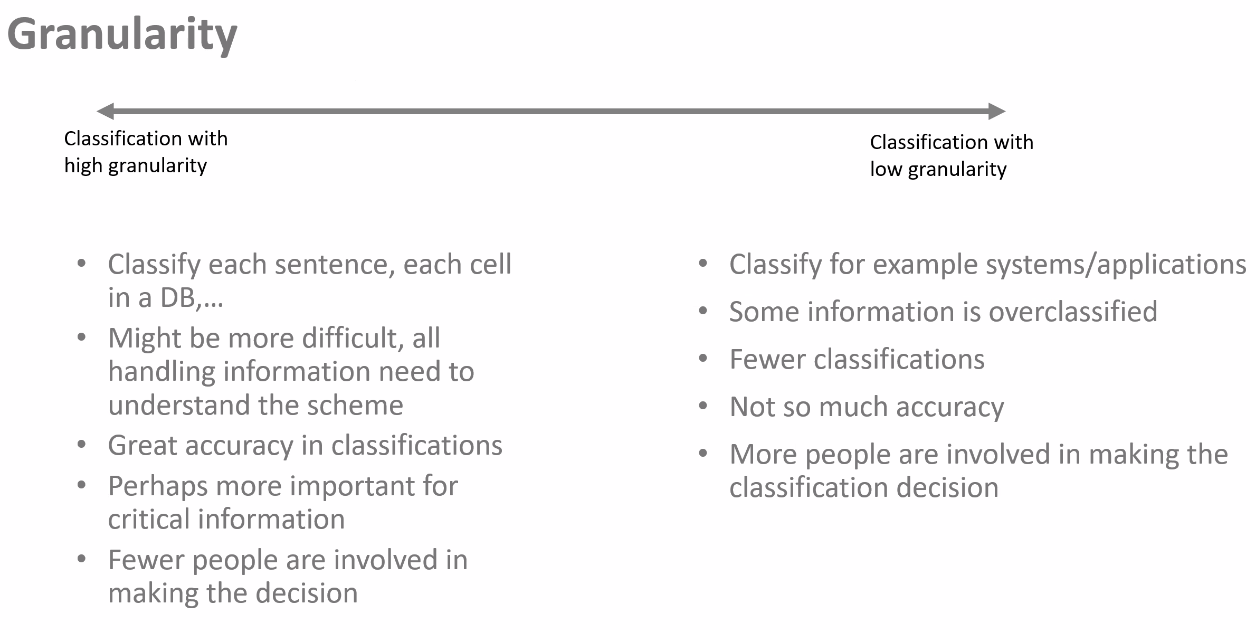 Granularity
Classification with
high granularity
Classification with
low granularity
• Classify each sentence, each cell
in a DB,...
• Might be more difficult, all
handling information need to
understand the scheme
• Great accuracy in classifications
• Perhaps more important for
critical information
• Fewer people are involved in
making the decision
• Classify for example systems/applications
• Some information is overclassified
• Fewer classifications
• Not so much accuracy
• More people are involved in making the
classification decision